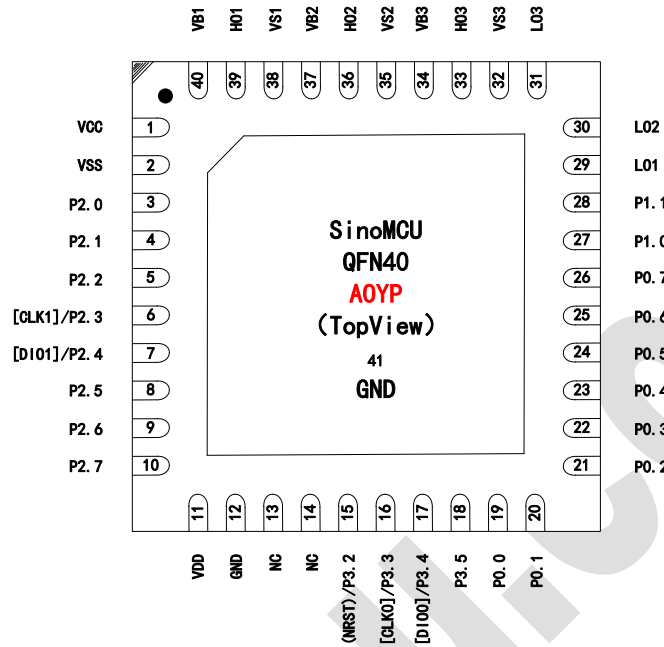 VB1 HO1 VS1 VB2 HO2 VS2 VB3 HO3 VS3 LO3
40 39 38 37 36 35 34 33 32 31
VCC 1 30 LO2
VSS 2 29 LO1
P2.0 3 28 P1.1
P2.1 4 27 P1.0
P2.2 5 26 P0.7
[CLK1]/P2.3 6 25 P0.6
[DIO1]/P2.4 7 24 P0.5
P2.5 8 23 P0.4
P2.6 9 22 P0.3
P2.7 10 21 P0.2
SinoMCU
QFN40
AOYP
(TopView)
41
GND
11 12 13 14 15 16 17 18 19 20
VDD GND NC NC (NRST)/P3.2 [CLK0]/P3.3 [DIO0]/P3.4 P3.5 P0.0 P0.1